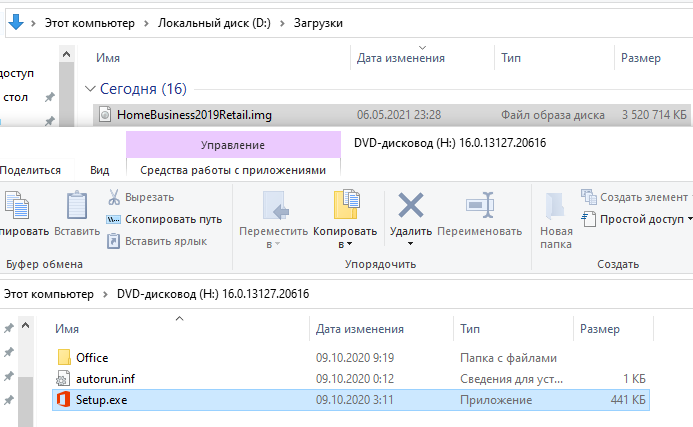 Этот компьютер > Локальный диск (D:) > Загрузки
Имя Дата изменения Тип Размер
доступ
Сегодня (16)
стол
HomeBusiness2019Retail.img 06.05.2021 23:28 Файл образа диска 3 520 714 КБ
Управление DVD-дисковод (H:) 16.0.13127.20616
Поделиться Вид Средства работы с приложениями
пировать Вставить Вырезать
Скопировать путь
Вставить ярлык
Переместить в Копировать в Удалить Переименовать
Новая папка
Создать элемент
Простой доступ
Буфер обмена Упорядочить Создать
Этот компьютер > DVD-дисковод (H:) 16.0.13127.20616
Имя Дата изменения Тип Размер
Office 09.10.2020 9:19 Папка с файлами
autorun.inf 09.10.2020 0:12 Сведения для уст... 1 КБ
Setup.exe 09.10.2020 3:11 Приложение 441 КБ